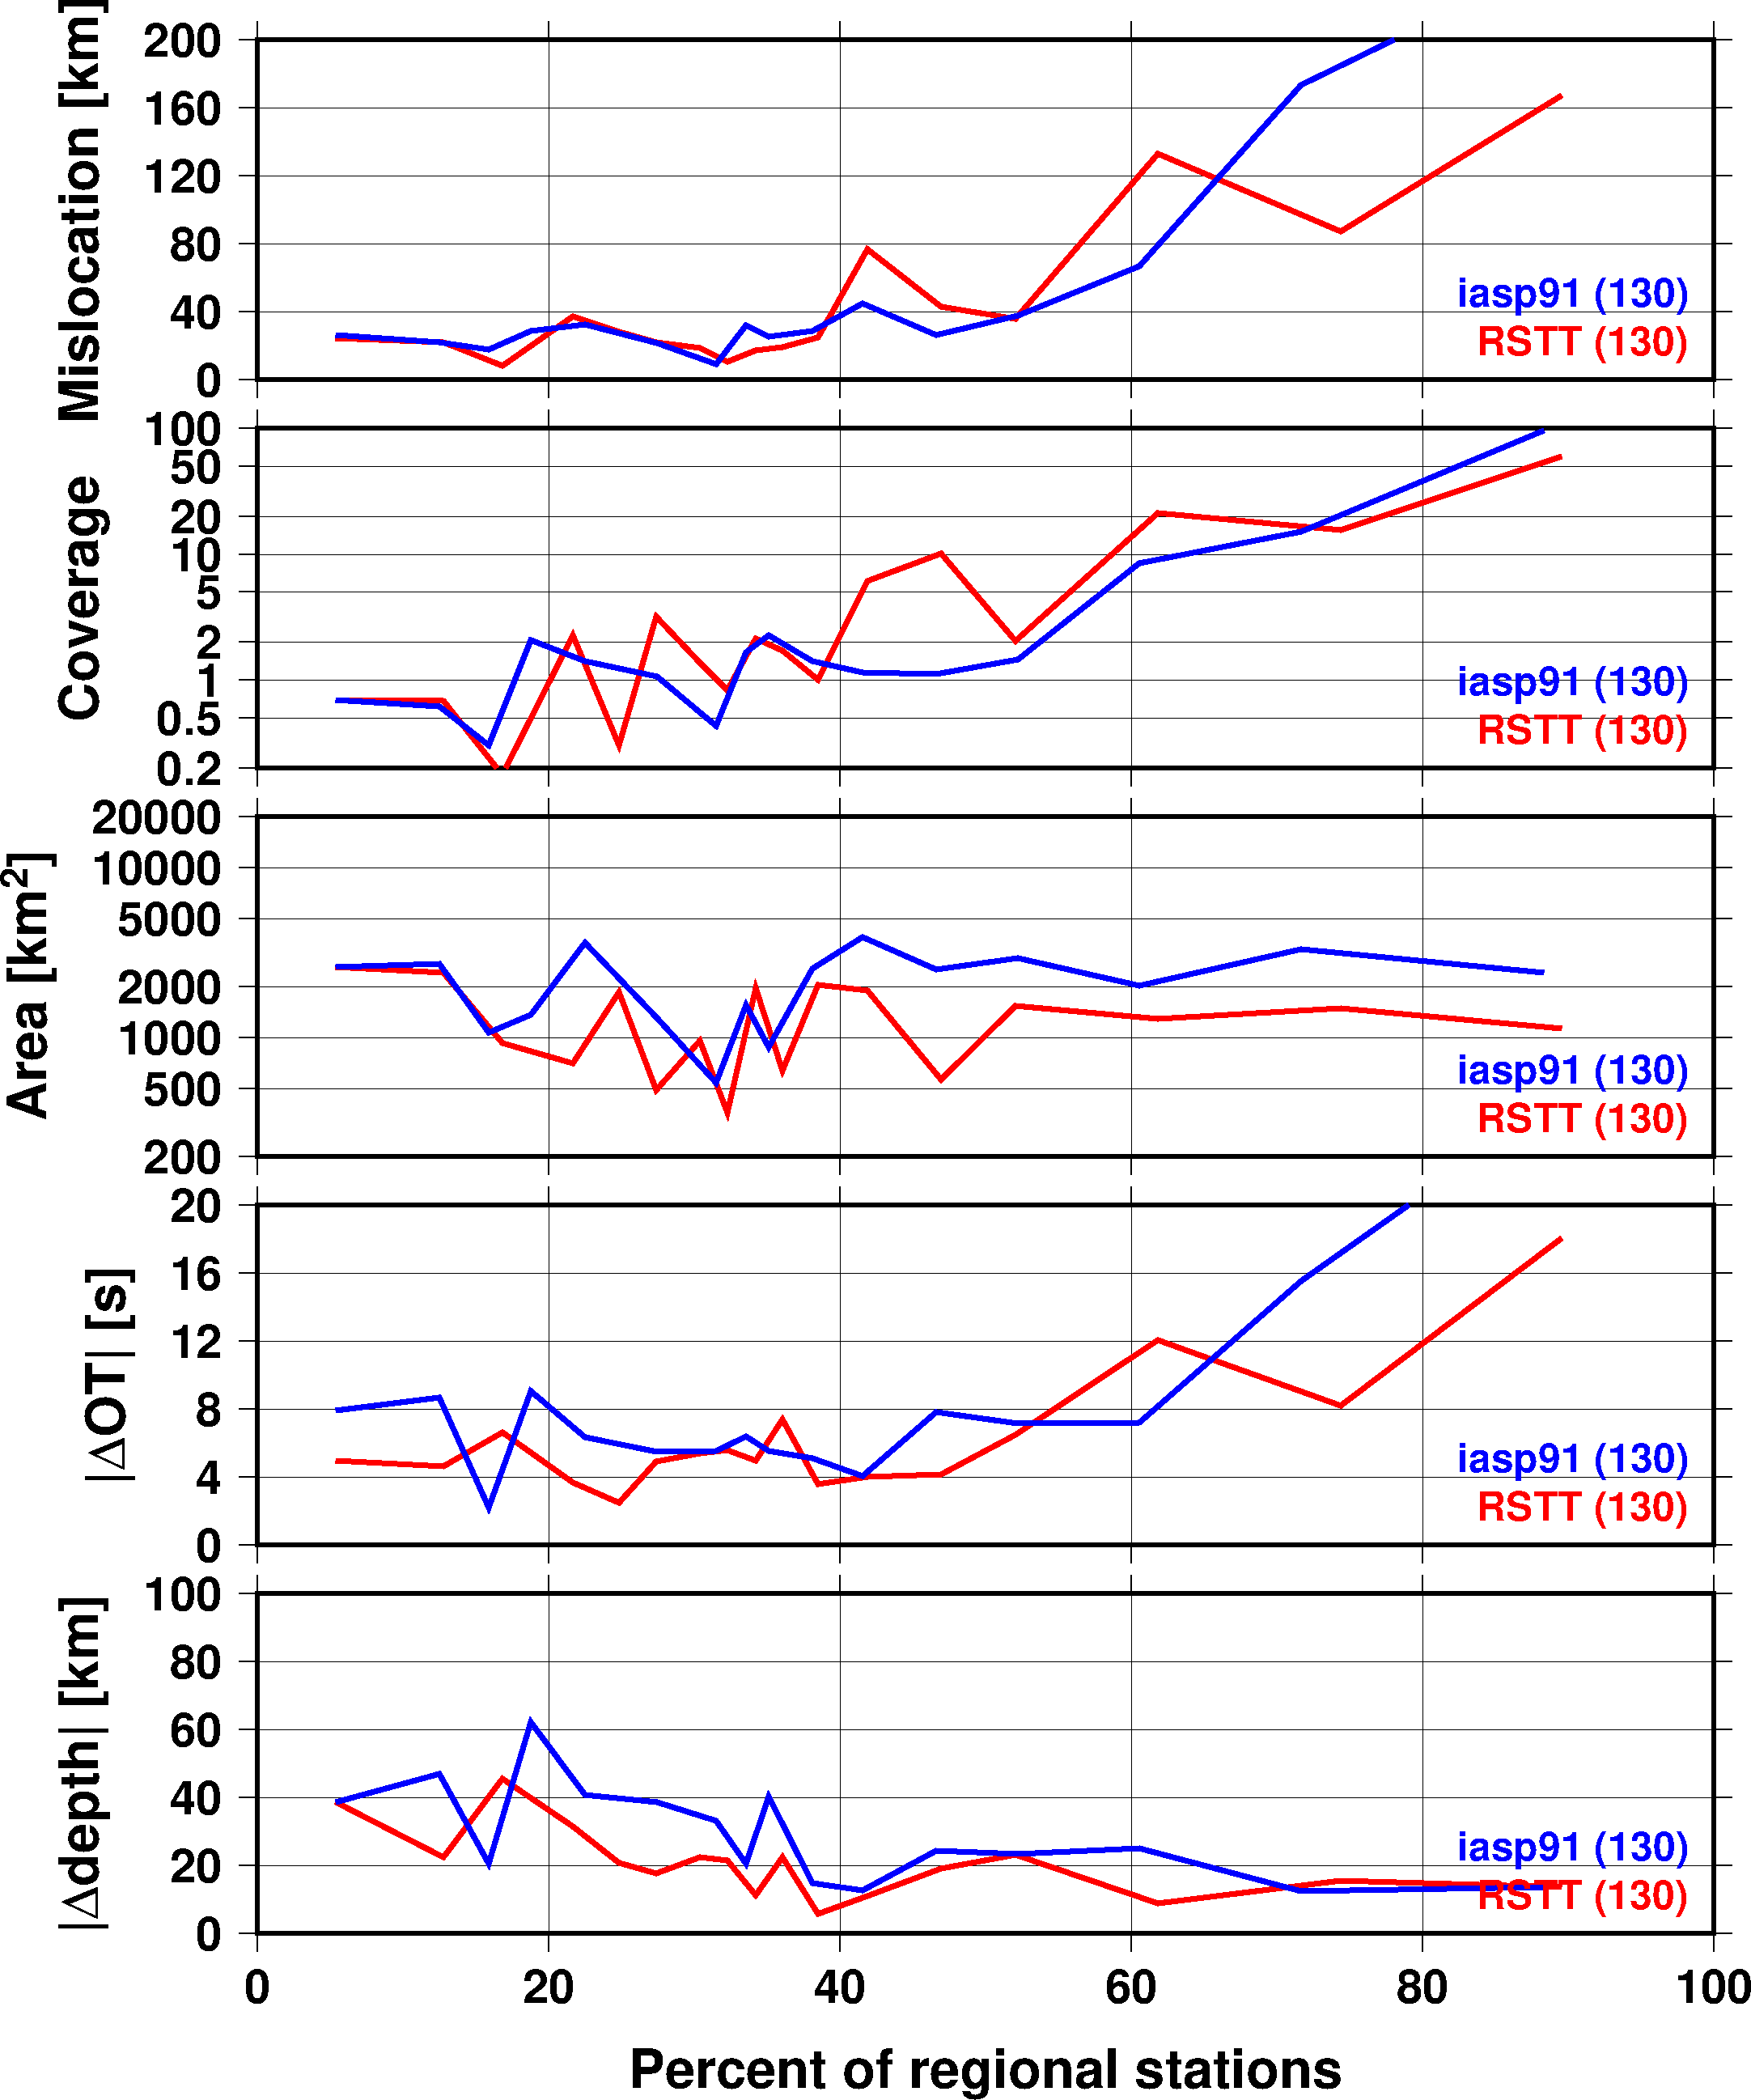 Mislocation [km]
200
160
120
80
40
0
iasp91 (130)
RSTT (130)
Coverage
100
50
20
10
5
2
1
0.5
0.2
iasp91 (130)
RSTT (130)
Area [km²]
20000
10000
5000
2000
1000
500
200
iasp91 (130)
RSTT (130)
|ΔOT| [s]
20
16
12
8
4
0
iasp91 (130)
RSTT (130)
|Δdepth| [km]
100
80
60
40
20
0
iasp91 (130)
RSTT (130)
0 20 40 60 80 100
Percent of regional stations